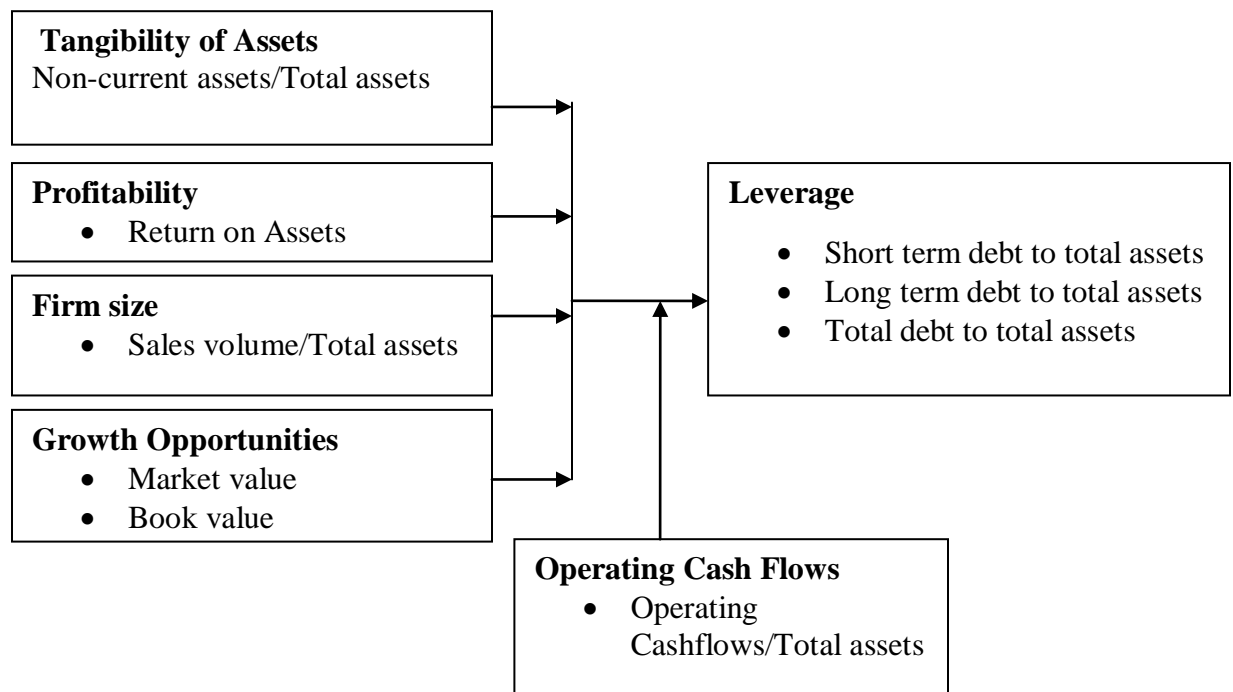 Tangibility of Assets
Non-current assets/Total assets
Profitability
• Return on Assets
Firm size
• Sales volume/Total assets
Growth Opportunities
• Market value
• Book value
Leverage
• Short term debt to total assets
• Long term debt to total assets
• Total debt to total assets
Operating Cash Flows
• Operating
Cashflows/Total assets